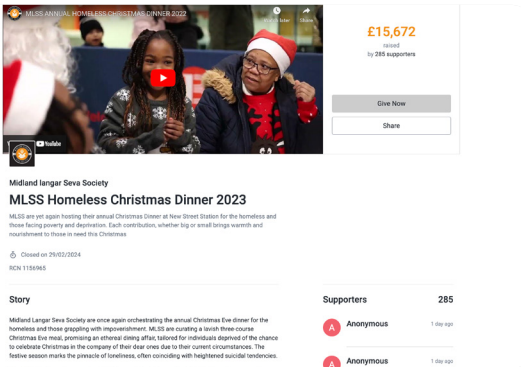 MLSS ANNUAL HOMELESS CHRISTMAS DINNER 2022
Watch later
Share
YouTube
£15,672
raised
by 285 supporters
Give Now
Share
Midland langar Seva Society
MLSS Homeless Christmas Dinner 2023
MLSS are yet again hosting their annual Christmas Dinner at New Street Station for the homeless and
those facing poverty and deprivation. Each contribution, whether big or small brings warmth and
nourishment to those in need this Christmas
Closed on 29/02/2024
RCN 1156965
Story
Midland Langar Seva Society are once again orchestrating the annual Christmas Eve dinner for the
homeless and those grappling with impoverishment. MLSS are curating a lavish three-course
Christmas Eve meal, promising an ethereal dining affair, tailored for individuals deprived of the chance
to celebrate Christmas in the company of their dear ones due to their current circumstances. The
festive season marks the pinnacle of loneliness, often coinciding with heightened suicidal tendencies.
Supporters 285
A Anonymous 1 day ago
A Anonymous 1 day ago